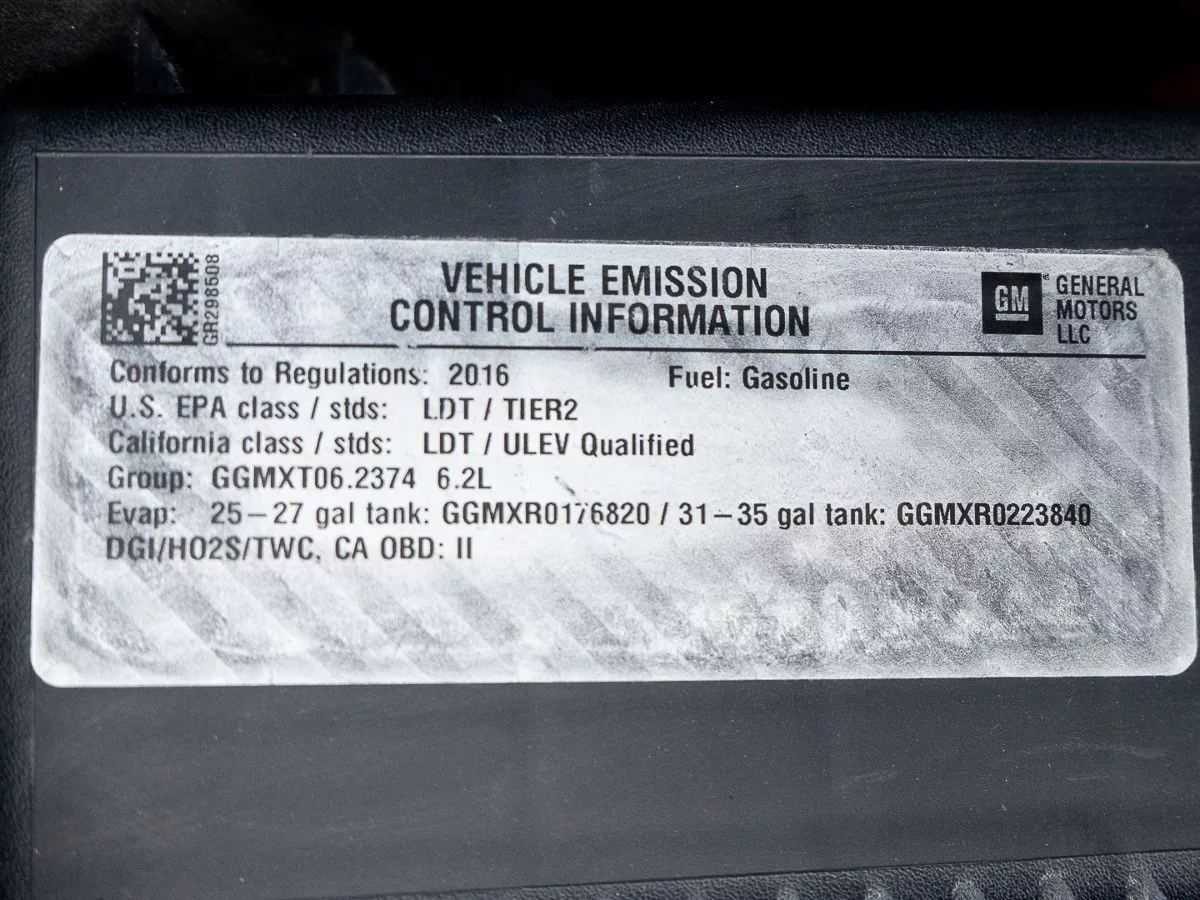 GR298508
VEHICLE EMISSION
CONTROL INFORMATION
GM
GENERAL
MOTORS
LLC
Conforms to Regulations: 2016 Fuel: Gasoline
U.S. EPA class / stds: LDT / TIER2
California class / stds: LDT / ULEV Qualified
Group: GGMXT06.2374 6.2L
Evap: 25–27 gal tank: GGMXR0176820 / 31–35 gal tank: GGMXR0223840
DGI/HO2S/TWC, CA OBD: II